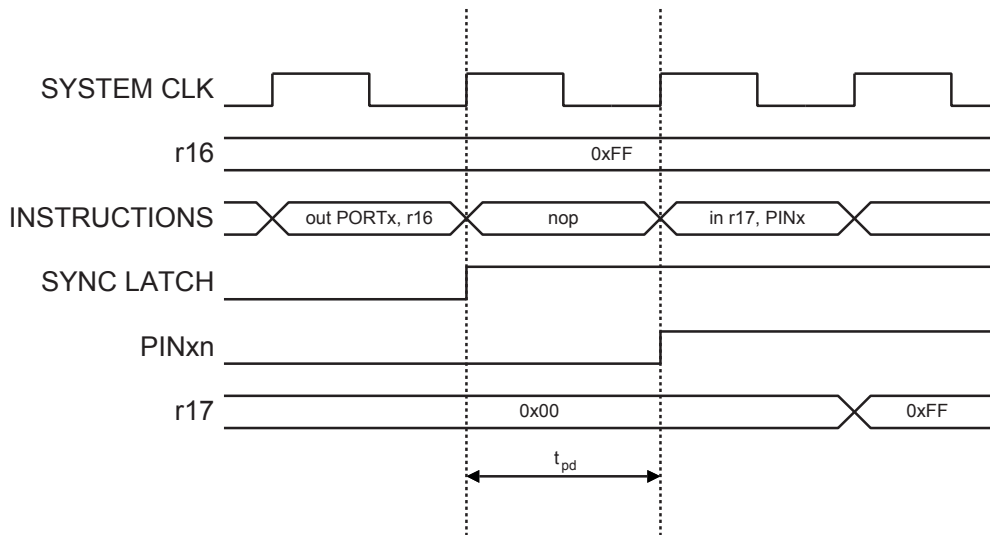 SYSTEM CLK
r16
0xFF
INSTRUCTIONS
out PORTx, r16
nop
in r17, PINx
SYNC LATCH
PINxn
r17
0x00
0xFF
tpd